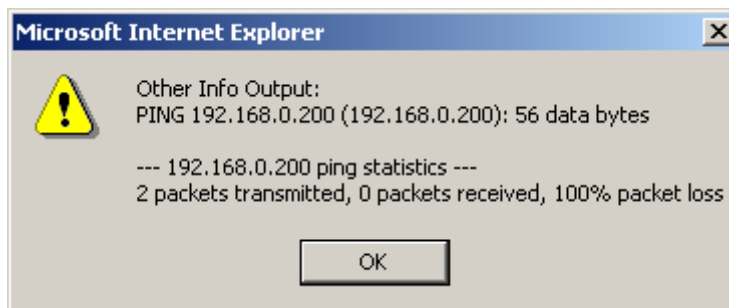 Microsoft Internet Explorer
Other Info Output:
PING 192.168.0.200 (192.168.0.200): 56 data bytes
--- 192.168.0.200 ping statistics ---
2 packets transmitted, 0 packets received, 100% packet loss
OK